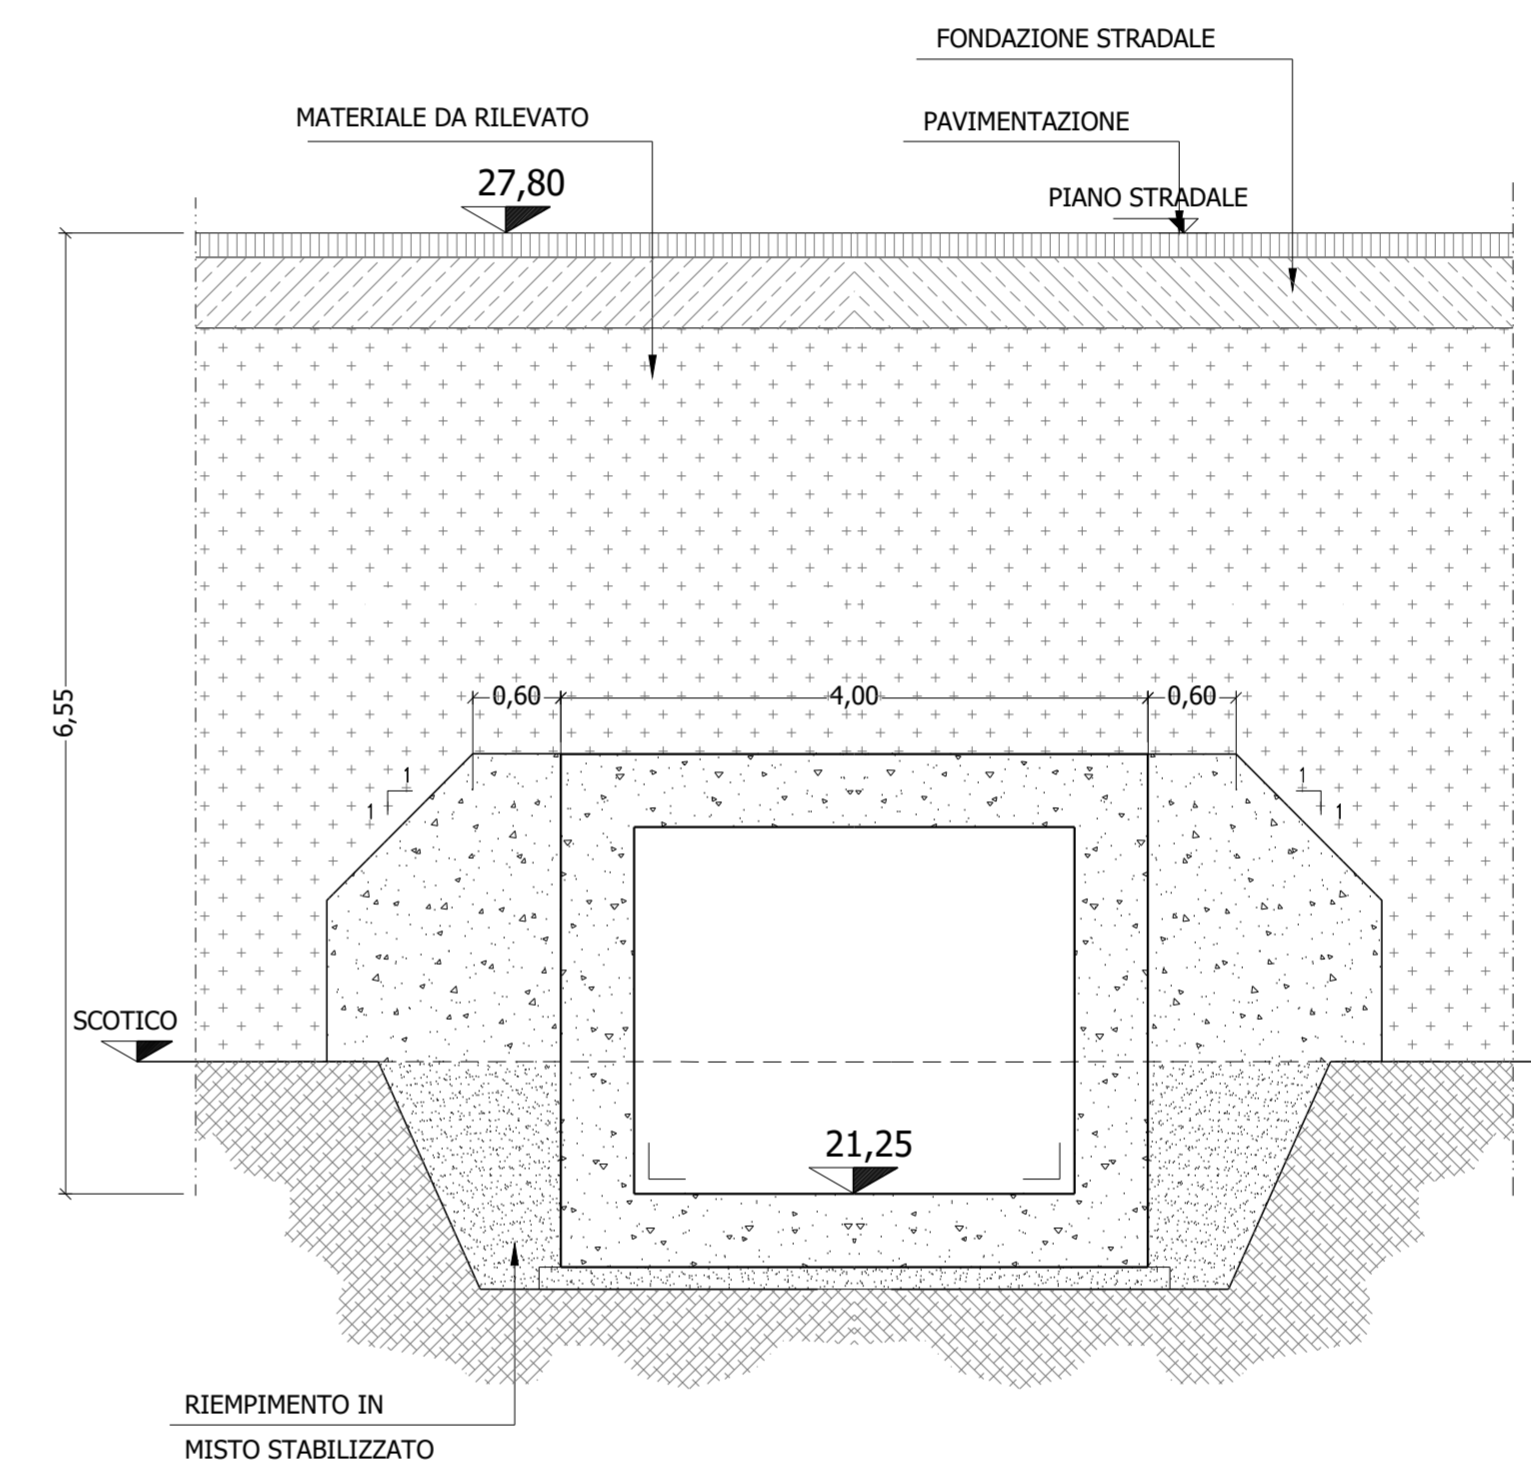 FONDAZIONE STRADALE
MATERIALE DA RILEVATO
PAVIMENTAZIONE
27,80
PIANO STRADALE
6,55
0,60
4,00
0,60
1
1
1
1
SCOTICO
21,25
RIEMPIMENTO IN
MISTO STABILIZZATO